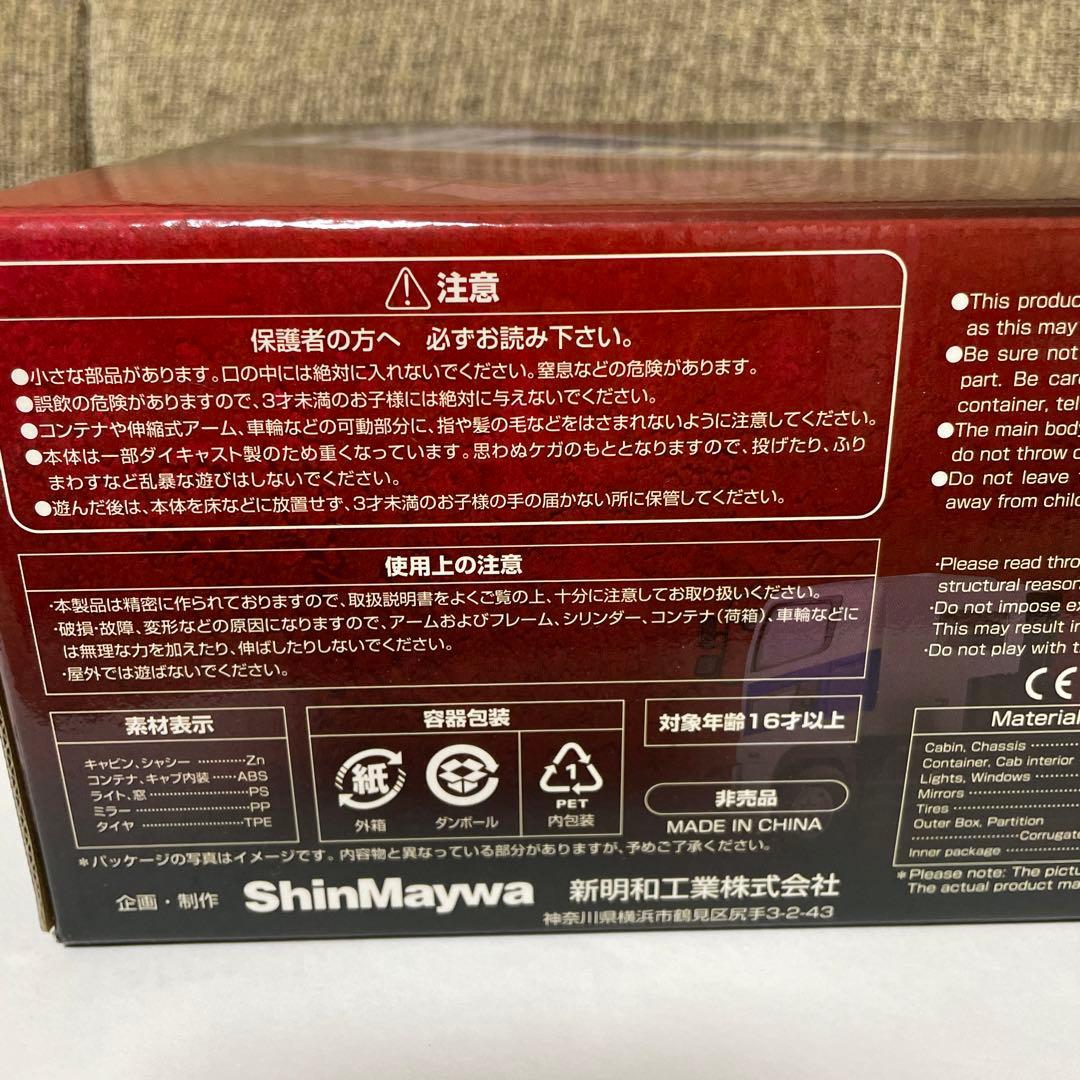 注意
保護者の方へ 必ずお読み下さい。
●小さな部品があります。口の中には絶対に入れないでください。窒息などの危険があります。
●誤飲の危険がありますので、3才未満のお子様には絶対に与えないでください。
●コンテナや伸縮式アーム、車輪などの可動部分に、指や髪の毛などをはさまれないように注意してください。
●本体は一部ダイキャスト製のため重くなっています。思わぬケガのもととなりますので、投げたり、ふり
まわすなど乱暴な遊びはしないでください。
●遊んだ後は、本体を床などに放置せず、3才未満のお子様の手の届かない所に保管してください。
使用上の注意
・本製品は精密に作られておりますので、取扱説明書をよくご覧の上、十分に注意してお取り扱いください。
・破損・故障、変形などの原因になりますので、アームおよびフレーム、シリンダー、コンテナ(荷箱)、車輪などに
は無理な力を加えたり、伸ばしたりしないでください。
・屋外では遊ばないでください。
素材表示
キャビン、シャシー ……… Zn
コンテナ、キャブ内装 …… ABS
ライト、窓 ……………… PS
ミラー ………………… PP
タイヤ ………………… TPE
容器包装
紙
外箱
ダンボール
1
PET
内包装
対象年齢16才以上
非売品
MADE IN CHINA
*パッケージの写真はイメージです。内容物と異なっている部分がありますが、予めご了承ください。
企画・制作 ShinMaywa 新明和工業株式会社
神奈川県横浜市鶴見区尻手3-2-43
●This produc
as this may
●Be sure not
part. Be car
container, tel
●The main body
do not throw
●Do not leave
away from chil
・Please read thro
structural reason
・Do not impose ex
This may result in
・Do not play with t
CE
Material
Cabin, Chassis ………
Container, Cab interior …
Lights, Windows ………
Mirrors ………
Tires ………
Outer Box, Partition
……… Corrugate
Inner package ………
*Please note: The pictu
The actual product ma